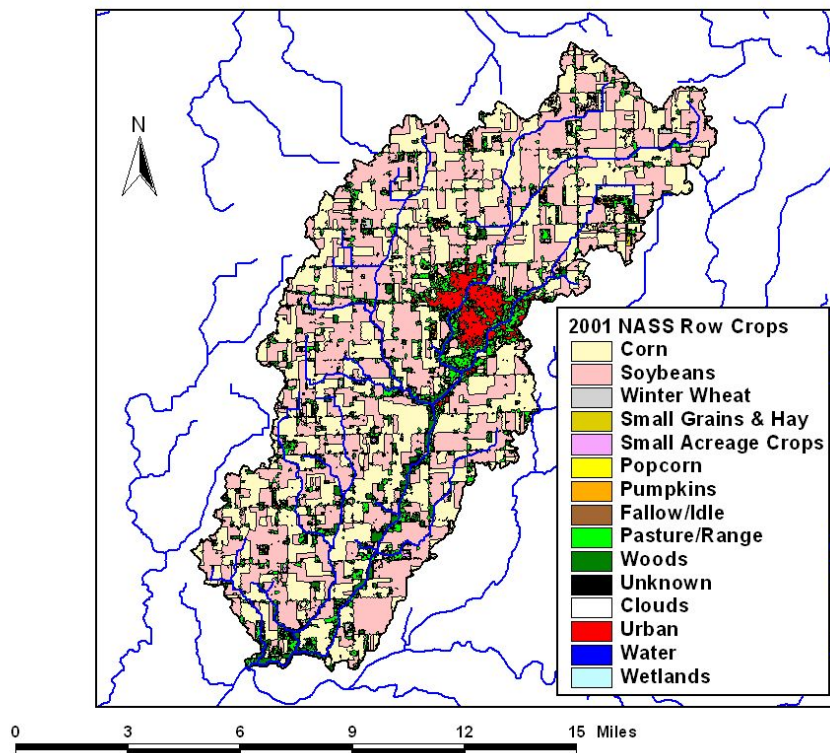 N
2001 NASS Row Crops
Corn
Soybeans
Winter Wheat
Small Grains & Hay
Small Acreage Crops
Popcorn
Pumpkins
Fallow/Idle
Pasture/Range
Woods
Unknown
Clouds
Urban
Water
Wetlands
0 3 6 9 12 15 Miles